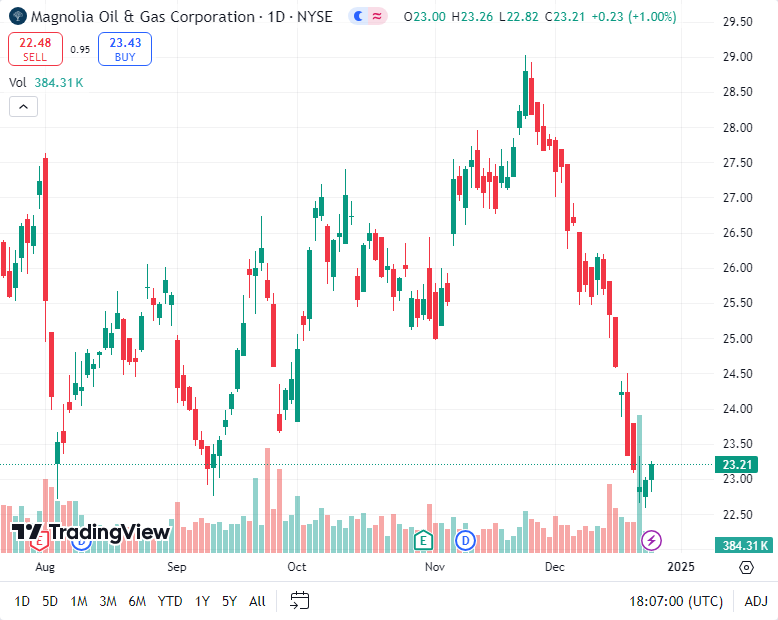 Magnolia Oil & Gas Corporation · 1D · NYSE O23.00 H23.26 L22.82 C23.21 +0.23 (+1.00%)
22.48 SELL 0.95 23.43 BUY
Vol 384.31 K
29.50
29.00
28.50
28.00
27.50
27.00
26.50
26.00
25.50
25.00
24.50
24.00
23.50
23.21
23.00
22.50
384.31 K
TradingView
E D E D
Aug Sep Oct Nov Dec 2025
1D 5D 1M 3M 6M YTD 1Y 5Y All 18:07:00 (UTC) ADJ